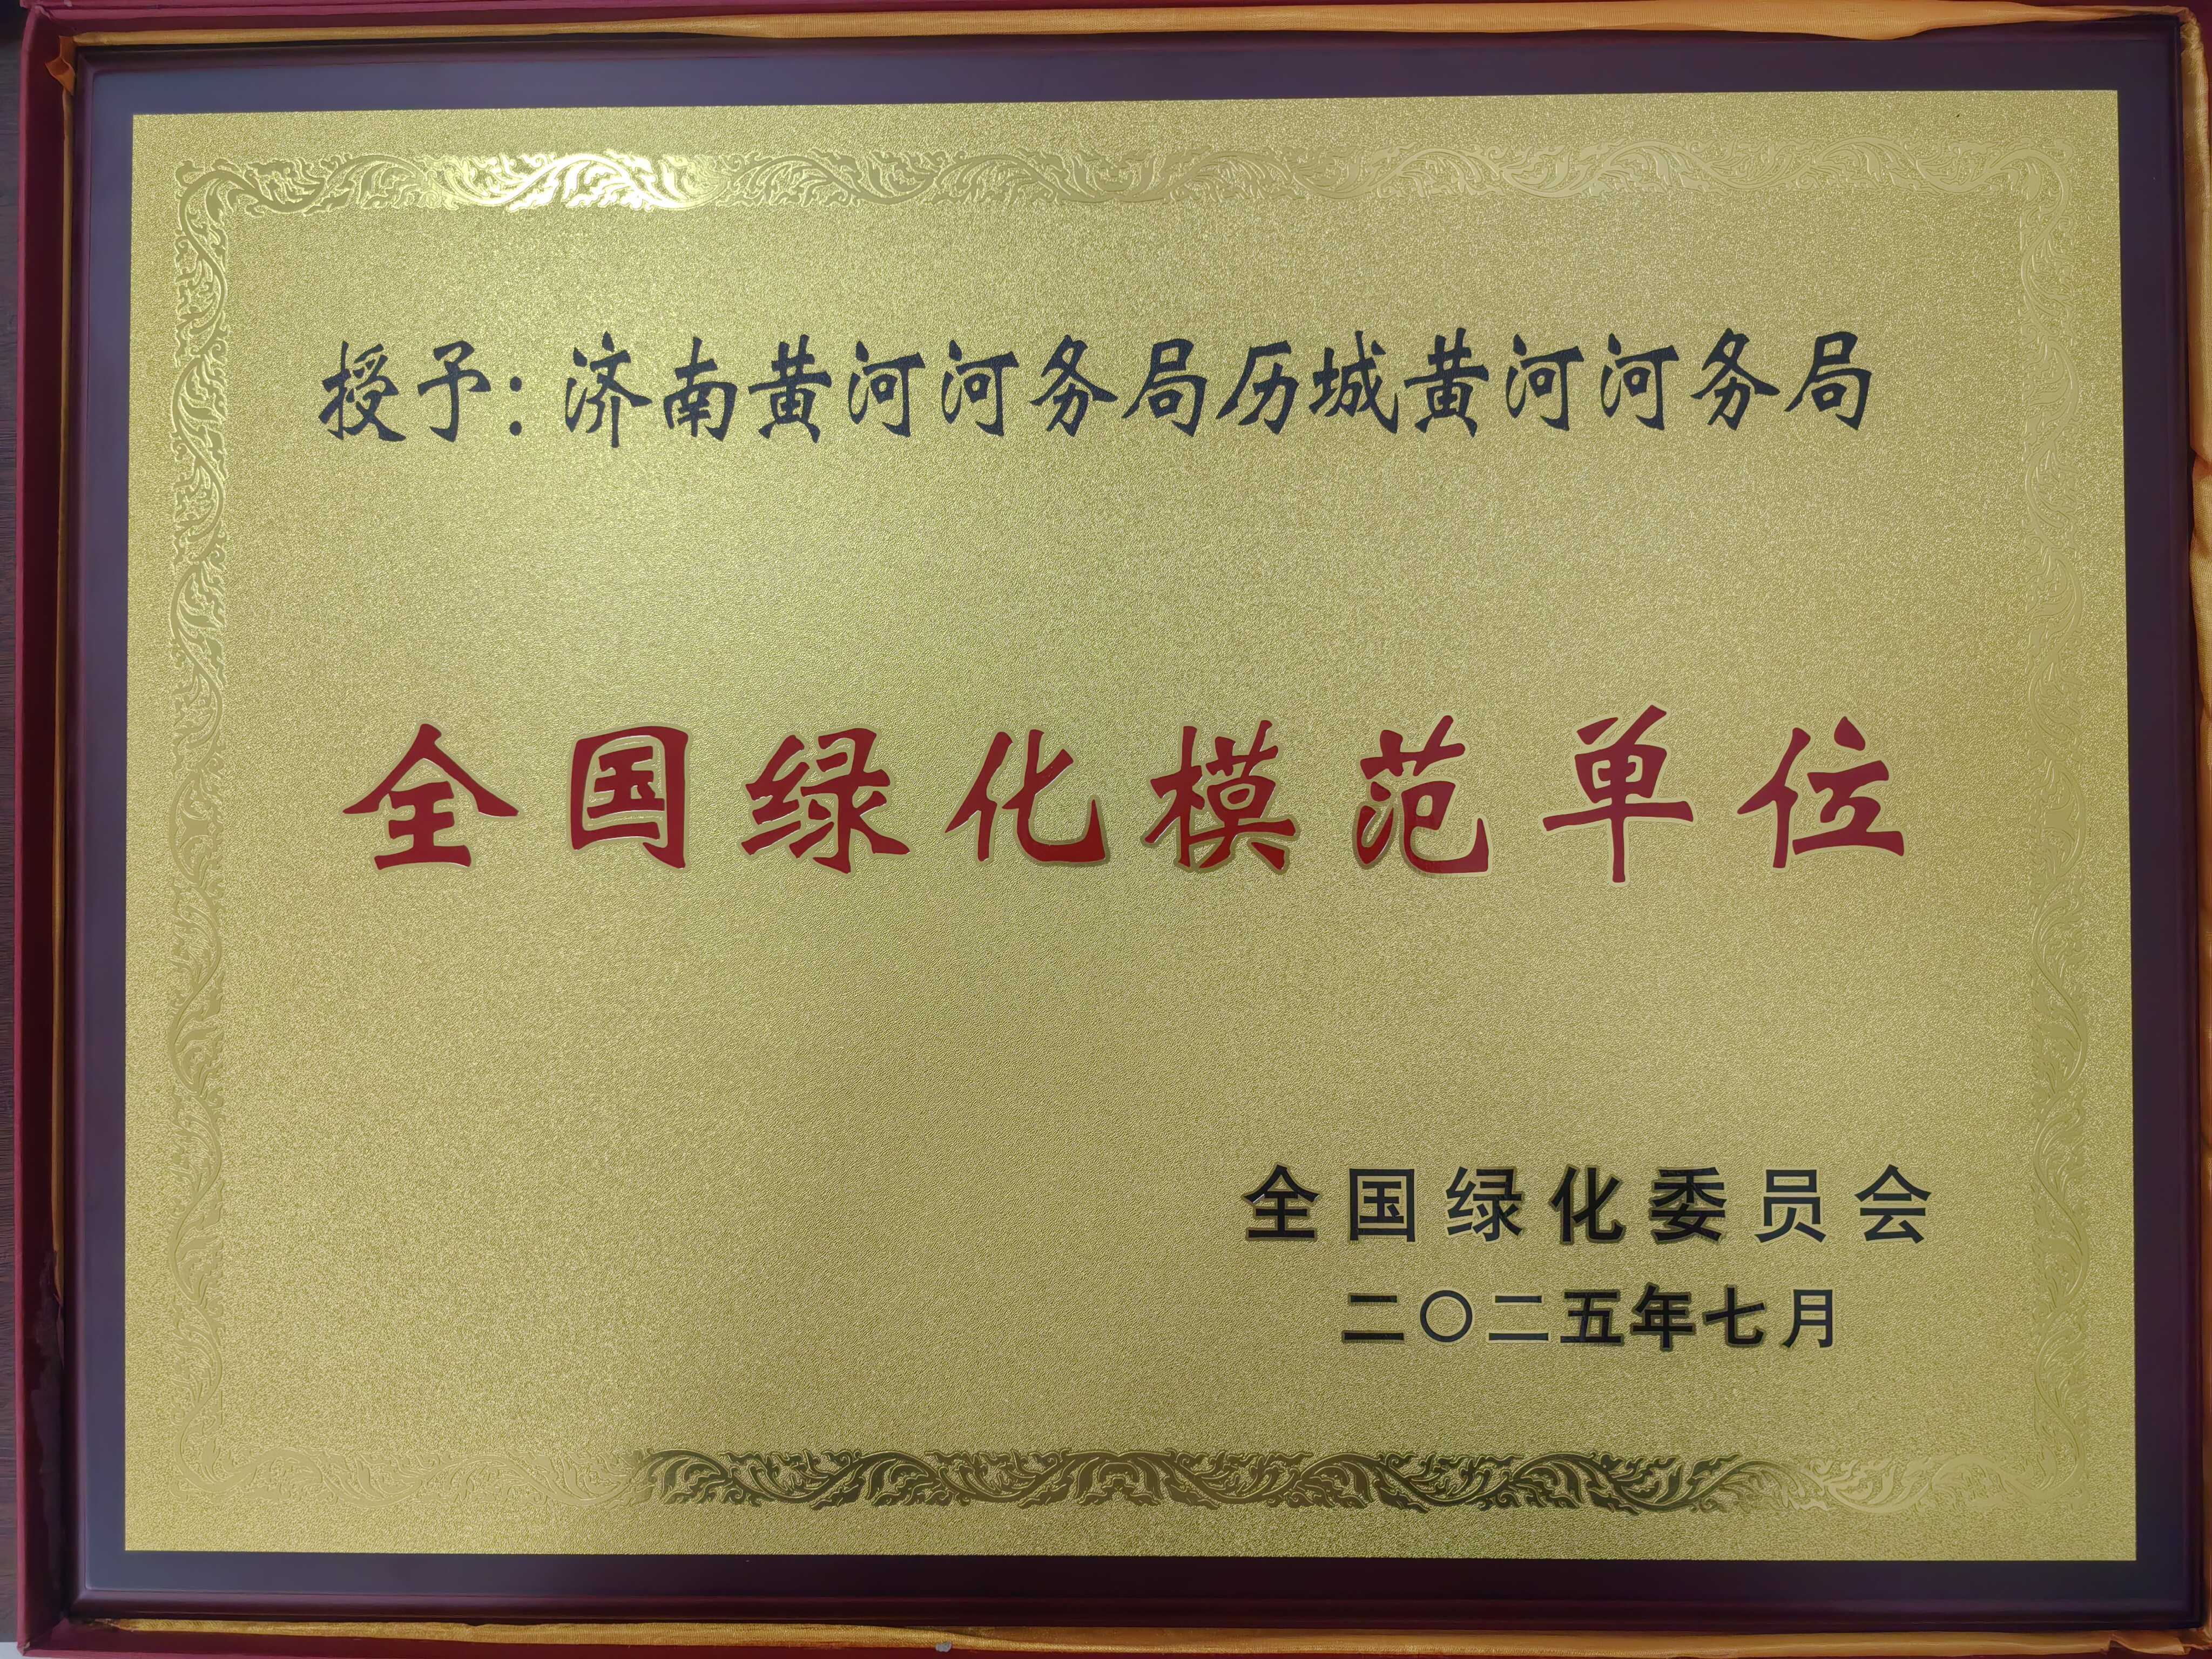 授予：济南黄河河务局历城黄河河务局
全国绿化模范单位
全国绿化委员会
二〇二五年七月